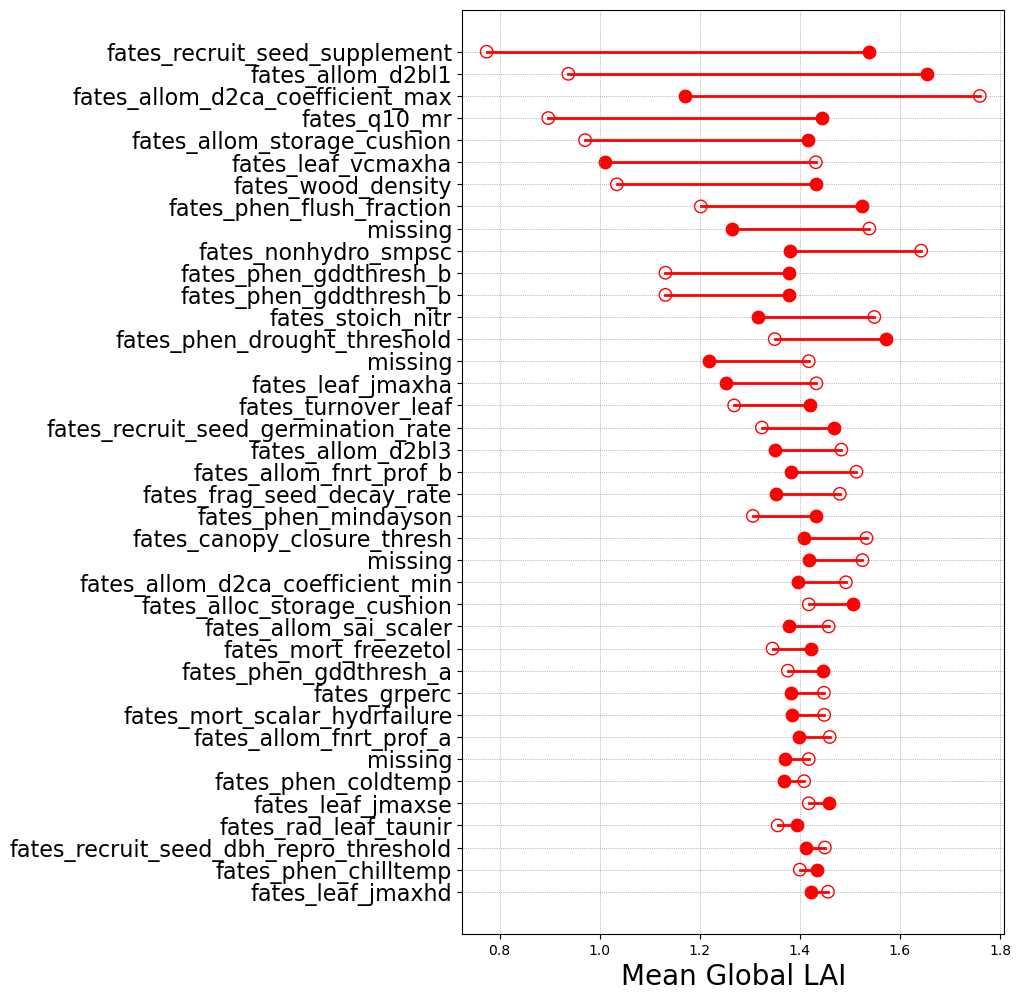 fates_recruit_seed_supplement
fates_allom_d2bl1
fates_allom_d2ca_coefficient_max
fates_q10_mr
fates_allom_storage_cushion
fates_leaf_vcmaxha
fates_wood_density
fates_phen_flush_fraction
missing
fates_nonhydro_smpsc
fates_phen_gddthresh_b
fates_phen_gddthresh_b
fates_stoich_nitr
fates_phen_drought_threshold
missing
fates_leaf_jmaxha
fates_turnover_leaf
fates_recruit_seed_germination_rate
fates_allom_d2bl3
fates_allom_fnrt_prof_b
fates_frag_seed_decay_rate
fates_phen_mindayson
fates_canopy_closure_thresh
missing
fates_allom_d2ca_coefficient_min
fates_alloc_storage_cushion
fates_allom_sai_scaler
fates_mort_freezetol
fates_phen_gddthresh_a
fates_grperc
fates_mort_scalar_hydrfailure
fates_allom_fnrt_prof_a
missing
fates_phen_coldtemp
fates_leaf_jmaxse
fates_rad_leaf_taunir
fates_recruit_seed_dbh_repro_threshold
fates_phen_chilltemp
fates_leaf_jmaxhd
0.8 1.0 1.2 1.4 1.6 1.8
Mean Global LAI